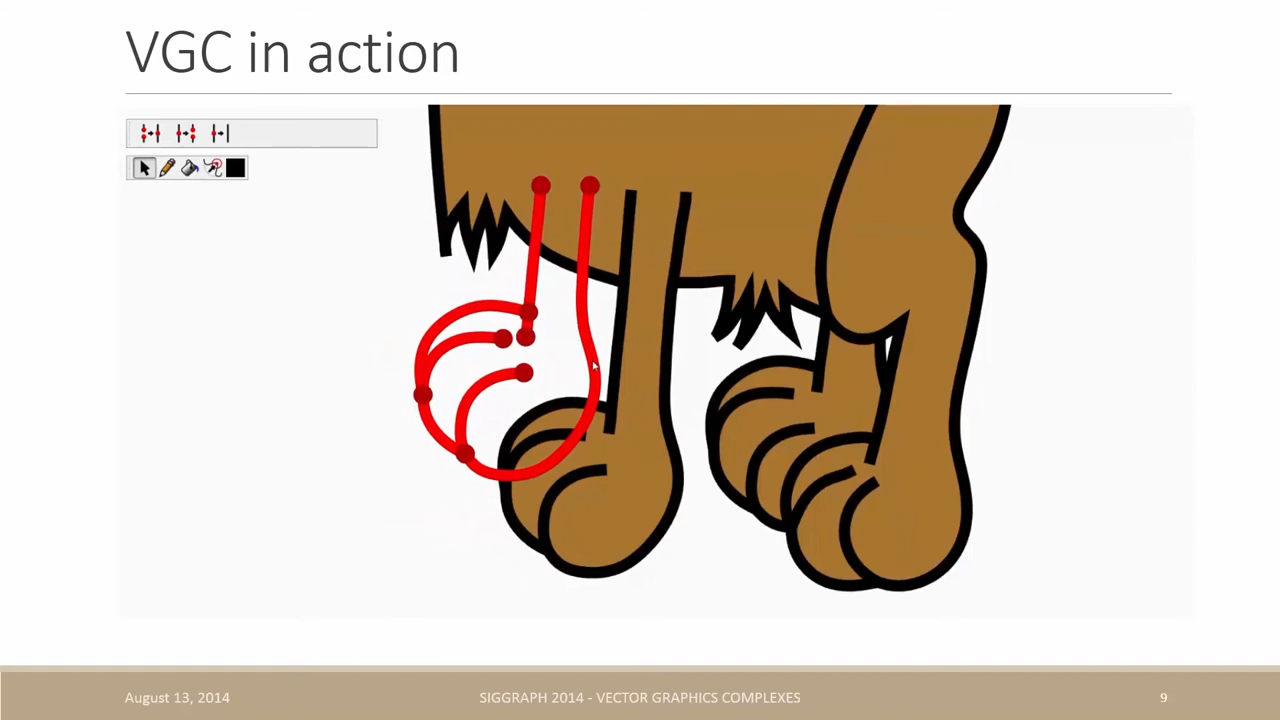 VGC in action
August 13, 2014
SIGGRAPH 2014 - VECTOR GRAPHICS COMPLEXES
9